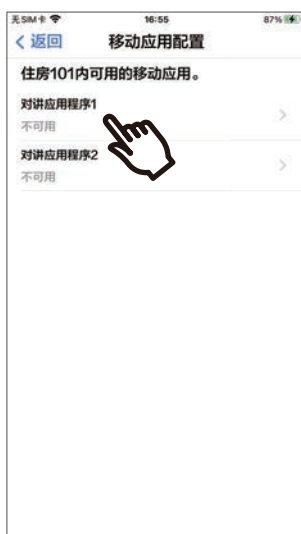 无SIM卡 16:55 87%
返回 移动应用配置
住房101内可用的移动应用。
对讲应用程序1
不可用
对讲应用程序2
不可用